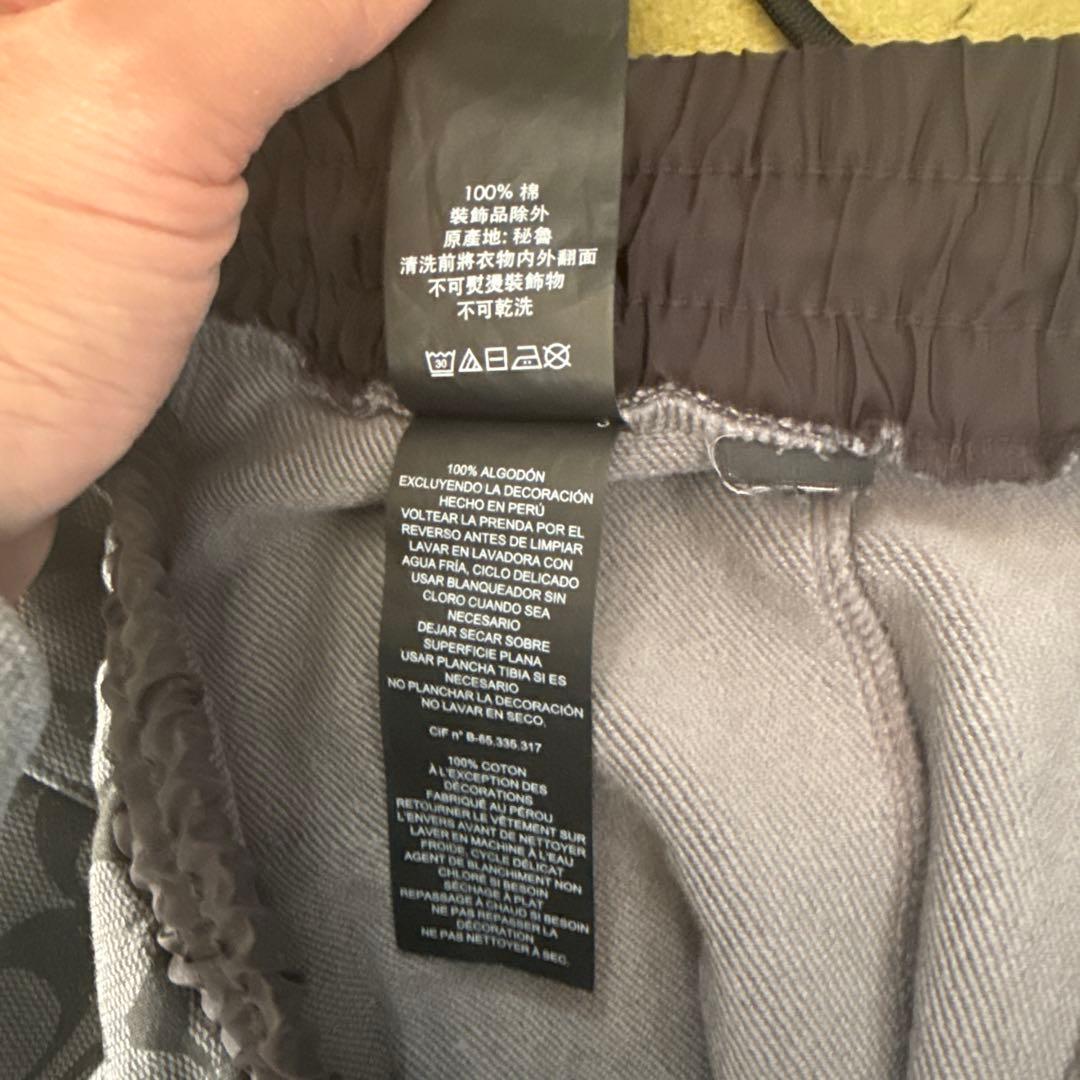 100% 棉
裝飾品除外
原產地: 秘魯
清洗前將衣物内外翻面
不可熨燙裝飾物
不可乾洗
30
100% ALGODÓN
EXCLUYENDO LA DECORACIÓN
HECHO EN PERÚ
VOLTEAR LA PRENDA POR EL
REVERSO ANTES DE LIMPIAR
LAVAR EN LAVADORA CON
AGUA FRÍA, CICLO DELICADO
USAR BLANQUEADOR SIN
CLORO CUANDO SEA
NECESARIO
DEJAR SECAR SOBRE
SUPERFICIE PLANA
USAR PLANCHA TIBIA SI ES
NECESARIO
NO PLANCHAR LA DECORACIÓN
NO LAVAR EN SECO.
CIF n° B-65.335.317
100% COTON
À L'EXCEPTION DES
DÉCORATIONS
FABRIQUÉ AU PÉROU
RETOURNER LE VÊTEMENT SUR
L'ENVERS AVANT DE NETTOYER
LAVER EN MACHINE À L'EAU
FROIDE, CYCLE DÉLICAT
AGENT DE BLANCHIMENT NON
CHLORÉ SI BESOIN
SÉCHAGE À PLAT
REPASSAGE À CHAUD SI BESOIN
NE PAS REPASSER LA
DÉCORATION
NE PAS NETTOYER À SEC.